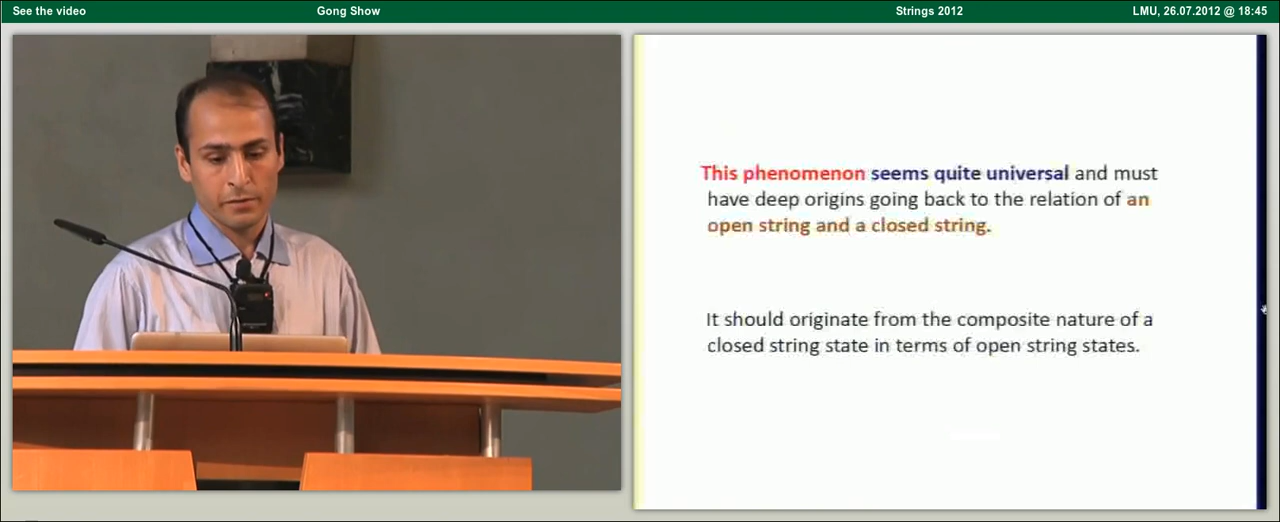 See the video Gong Show Strings 2012 LMU, 26.07.2012 @ 18:45
This phenomenon seems quite universal and must
have deep origins going back to the relation of an
open string and a closed string.
It should originate from the composite nature of a
closed string state in terms of open string states.